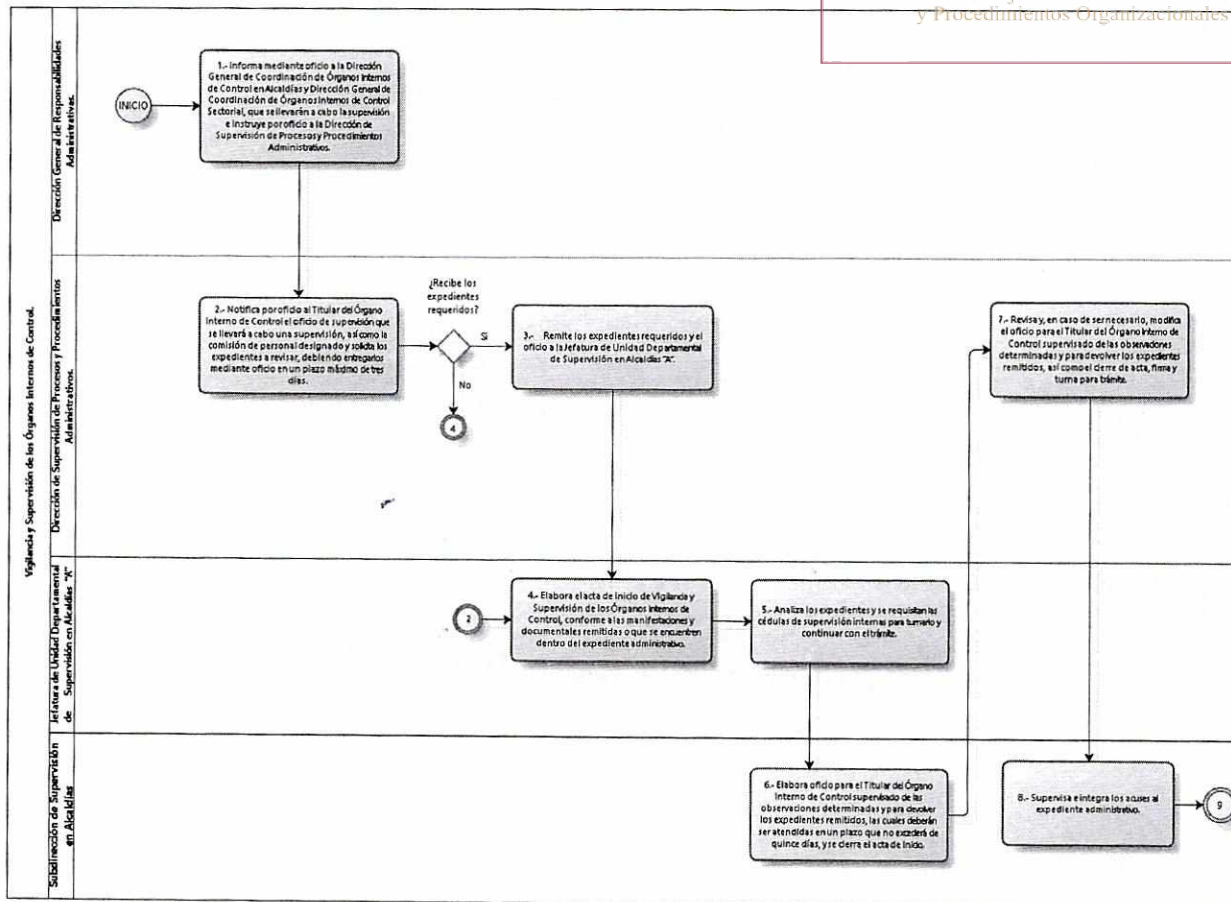 y Procedimientos Organizacionales
Vigilancia y Supervisión de los Órganos Internos de Control.
Dirección General de Responsabilidades
Administrativas.
INICIO
1.- Informa mediante oficio a la Dirección
General de Coordinación de Órganos Internos
de Control en Alcaldías y Dirección General de
Coordinación de Órganos Internos de Control
Sectorial, que se llevarán a cabo la supervisión
e instruye por oficio a la Dirección de
Supervisión de Procesos y Procedimientos
Administrativos.
Dirección de Supervisión de Procesos y Procedimientos
Administrativos.
2.- Notifica por oficio al Titular del Órgano
Interno de Control el oficio de supervisión que
se llevará a cabo una supervisión, así como la
comisión de personal designado y solicita los
expedientes a revisar, debiendo entregarlos
mediante oficio en un plazo máximo de tres
días.
¿Recibe los
expedientes
requeridos?
Si
No
4
3.- Remite los expedientes requeridos y el
oficio a la Jefatura de Unidad Departamental
de Supervisión en Alcaldías "A".
7.- Revisa y, en caso de ser necesario, modifica
el oficio para el Titular del Órgano Interno de
Control supervisado de las observaciones
determinadas y para devolver los expedientes
remitidos, así como el cierre de acta, firma y
turna para trámite.
Jefatura de Unidad Departamental
de Supervisión en Alcaldías "A"
2
4.- Elabora el acta de Inicio de Vigilancia y
Supervisión de los Órganos Internos de
Control, conforme a las manifestaciones y
documentales remitidas o que se encuentren
dentro del expediente administrativo.
5.- Analiza los expedientes y se requisitan las
cédulas de supervisión internas para turnarlo y
continuar con el trámite.
Subdirección de Supervisión
en Alcaldías
6.- Elabora oficio para el Titular del Órgano
Interno de Control supervisado de las
observaciones determinadas y para devolver
los expedientes remitidos, las cuales deberán
ser atendidas en un plazo que no excederá de
quince días, y se cierra el acta de inicio.
8.- Supervisa e integra los acuses al
expediente administrativo.
9